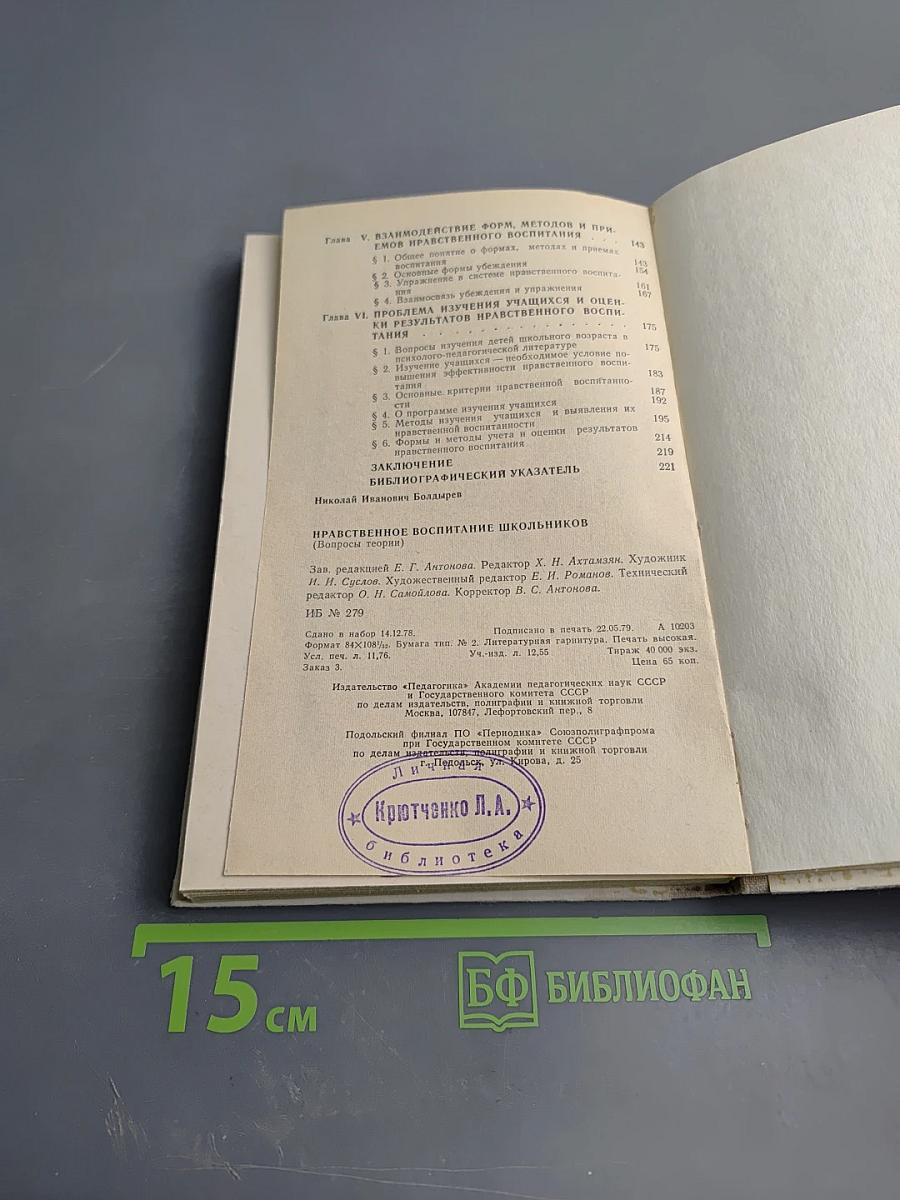 Глава V. ВЗАИМОДЕЙСТВИЕ ФОРМ, МЕТОДОВ И ПРИ-
ЕМОВ НРАВСТВЕННОГО ВОСПИТАНИЯ . . . 143
§ 1. Общее понятие о формах, методах и приемах
воспитания 143
§ 2. Основные формы убеждения 154
§ 3. Упражнение в системе нравственного воспита-
ния 161
§ 4. Взаимосвязь убеждения и упражнения 167
Глава VI. ПРОБЛЕМА ИЗУЧЕНИЯ УЧАЩИХСЯ И ОЦЕН-
КИ РЕЗУЛЬТАТОВ НРАВСТВЕННОГО ВОСПИ-
ТАНИЯ . . . . . . . . . . . . . . . 175
§ 1. Вопросы изучения детей школьного возраста в
психолого-педагогической литературе 175
§ 2. Изучение учащихся — необходимое условие по-
вышения эффективности нравственного воспи-
тания 183
§ 3. Основные критерии нравственной воспитанно-
сти 187
§ 4. О программе изучения учащихся 192
§ 5. Методы изучения учащихся и выявления их
нравственной воспитанности 195
§ 6. Формы и методы учета и оценки результатов
нравственного воспитания 214
ЗАКЛЮЧЕНИЕ 219
БИБЛИОГРАФИЧЕСКИЙ УКАЗАТЕЛЬ 221
Николай Иванович Болдырев
НРАВСТВЕННОЕ ВОСПИТАНИЕ ШКОЛЬНИКОВ
(Вопросы теории)
Зав. редакцией Е. Г. Антонова. Редактор Х. Н. Ахтамзян. Художник
И. И. Суслов. Художественный редактор Е. И. Романов. Технический
редактор О. Н. Самойлова. Корректор В. С. Антонова.
ИБ № 279
Сдано в набор 14.12.78. Подписано в печать 22.05.79. А 10203
Формат 84×108¹/₃₂. Бумага тип. № 2. Литературная гарнитура. Печать высокая.
Усл. печ. л. 11,76. Уч.-изд. л. 12,55 Тираж 40 000 экз.
Заказ 3. Цена 65 коп.
Издательство «Педагогика» Академии педагогических наук СССР
и Государственного комитета СССР
по делам издательств, полиграфии и книжной торговли
Москва, 107847, Лефортовский пер., 8
Подольский филиал ПО «Периодика» Союзполиграфпрома
при Государственном комитете СССР
по делам издательств, полиграфии и книжной торговли
г. Подольск, ул. Кирова, д. 25
Личная
Крютченко Л.А.
библиотека
15 см
БФ БИБЛИОФАН